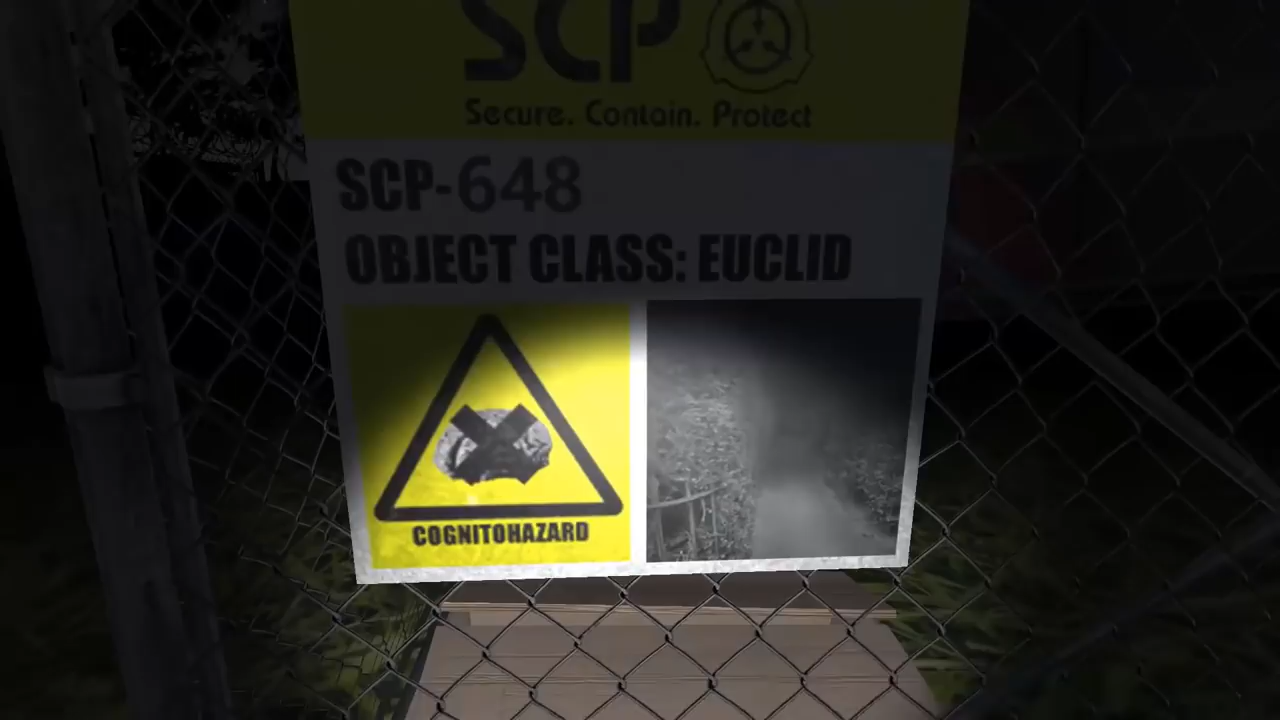 SCP
Secure. Contain. Protect
SCP-648
OBJECT CLASS: EUCLID
COGNITOHAZARD